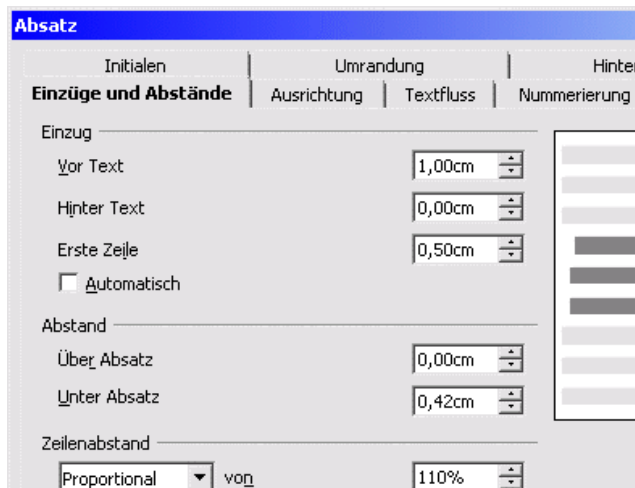 Absatz
Initialen Umrandung
Einzüge und Abstände Ausrichtung Textfluss Nummerierung
Einzug
Vor Text 1,00cm
Hinter Text 0,00cm
Erste Zeile 0,50cm
Automatisch
Abstand
Über Absatz 0,00cm
Unter Absatz 0,42cm
Zeilenabstand
Proportional von 110%